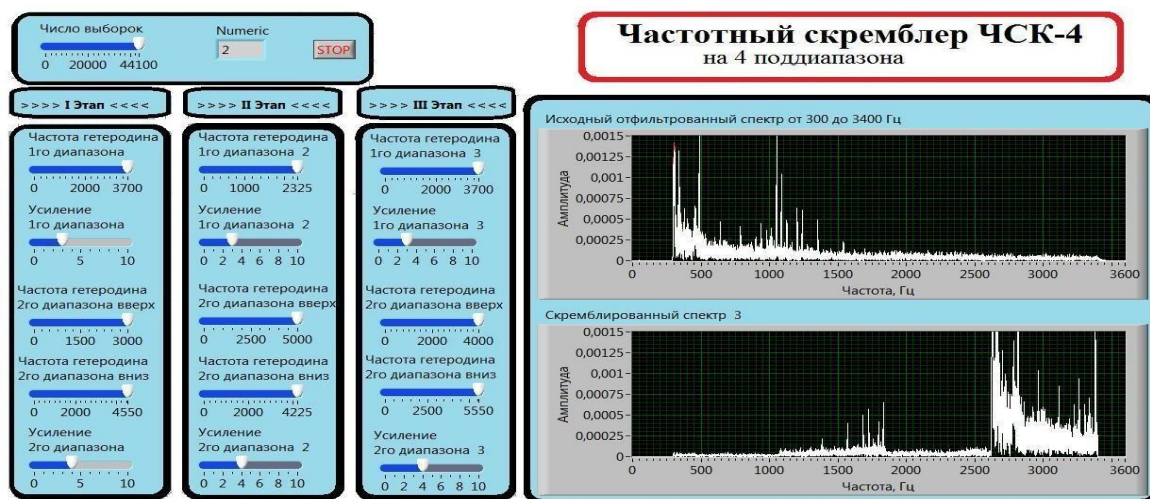 Число выборок
0 20000 44100
Numeric
2
STOP
Частотный скремблер ЧСК-4
на 4 поддиапазона
>>>> I Этап <<<<
Частота гетеродина
1го диапазона
0 2000 3700
Усиление
1го диапазона
0 5 10
Частота гетеродина
2го диапазона вверх
0 1500 3000
Частота гетеродина
2го диапазона вниз
0 2000 4550
Усиление
2го диапазона
0 5 10
>>>> II Этап <<<<
Частота гетеродина
1го диапазона 2
0 1000 2325
Усиление
1го диапазона 2
0 2 4 6 8 10
Частота гетеродина
2го диапазона вверх
0 2500 5000
Частота гетеродина
2го диапазона вниз
0 2000 4225
Усиление
2го диапазона 2
0 2 4 6 8 10
>>>> III Этап <<<<
Частота гетеродина
1го диапазона 3
0 2000 3700
Усиление
1го диапазона 3
0 2 4 6 8 10
Частота гетеродина
2го диапазона вверх
0 2000 4000
Частота гетеродина
2го диапазона вниз
0 2500 5550
Усиление
2го диапазона 3
0 2 4 6 8 10
Исходный отфильтрованный спектр от 300 до 3400 Гц
Амплитуда
0,0015
0,00125
0,001
0,00075
0,0005
0,00025
0
0 500 1000 1500 2000 2500 3000 3600
Частота, Гц
Скремблированный спектр 3
Амплитуда
0,0015
0,00125
0,001
0,00075
0,0005
0,00025
0
0 500 1000 1500 2000 2500 3000 3600
Частота, Гц